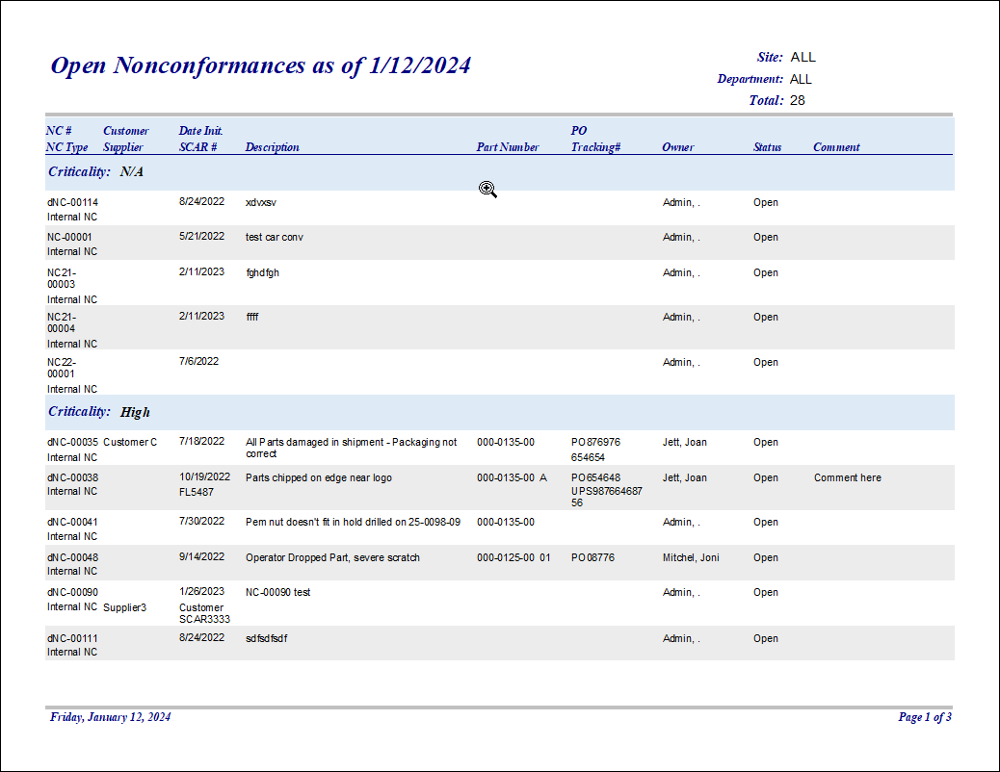 Open Nonconformances as of 1/12/2024
Site: ALL
Department: ALL
Total: 28
NC # Customer Date Init. PO
NC Type Supplier SCAR # Description Part Number Tracking# Owner Status Comment
Criticality: N/A
dNC-00114 8/24/2022 xdvxsv Admin, . Open
Internal NC
NC-00001 5/21/2022 test car conv Admin, . Open
Internal NC
NC21- 2/11/2023 fghdfgh Admin, . Open
00003
Internal NC
NC21- 2/11/2023 ffff Admin, . Open
00004
Internal NC
NC22- 7/6/2022 Admin, . Open
00001
Internal NC
Criticality: High
dNC-00035 Customer C 7/18/2022 All Parts damaged in shipment - Packaging not 000-0135-00 PO876976 Jett, Joan Open
Internal NC correct 654654
dNC-00038 10/19/2022 Parts chipped on edge near logo 000-0135-00 A PO654648 Jett, Joan Open Comment here
Internal NC FL5487 UPS987664687
56
dNC-00041 7/30/2022 Pem nut doesn't fit in hold drilled on 25-0098-09 000-0135-00 Admin, . Open
Internal NC
dNC-00048 9/14/2022 Operator Dropped Part, severe scratch 000-0125-00 01 PO08776 Mitchel, Joni Open
Internal NC
dNC-00090 1/26/2023 NC-00090 test Admin, . Open
Internal NC Supplier3 Customer
SCAR3333
dNC-00111 8/24/2022 sdfsdfsdf Admin, . Open
Internal NC
Friday, January 12, 2024 Page 1 of 3